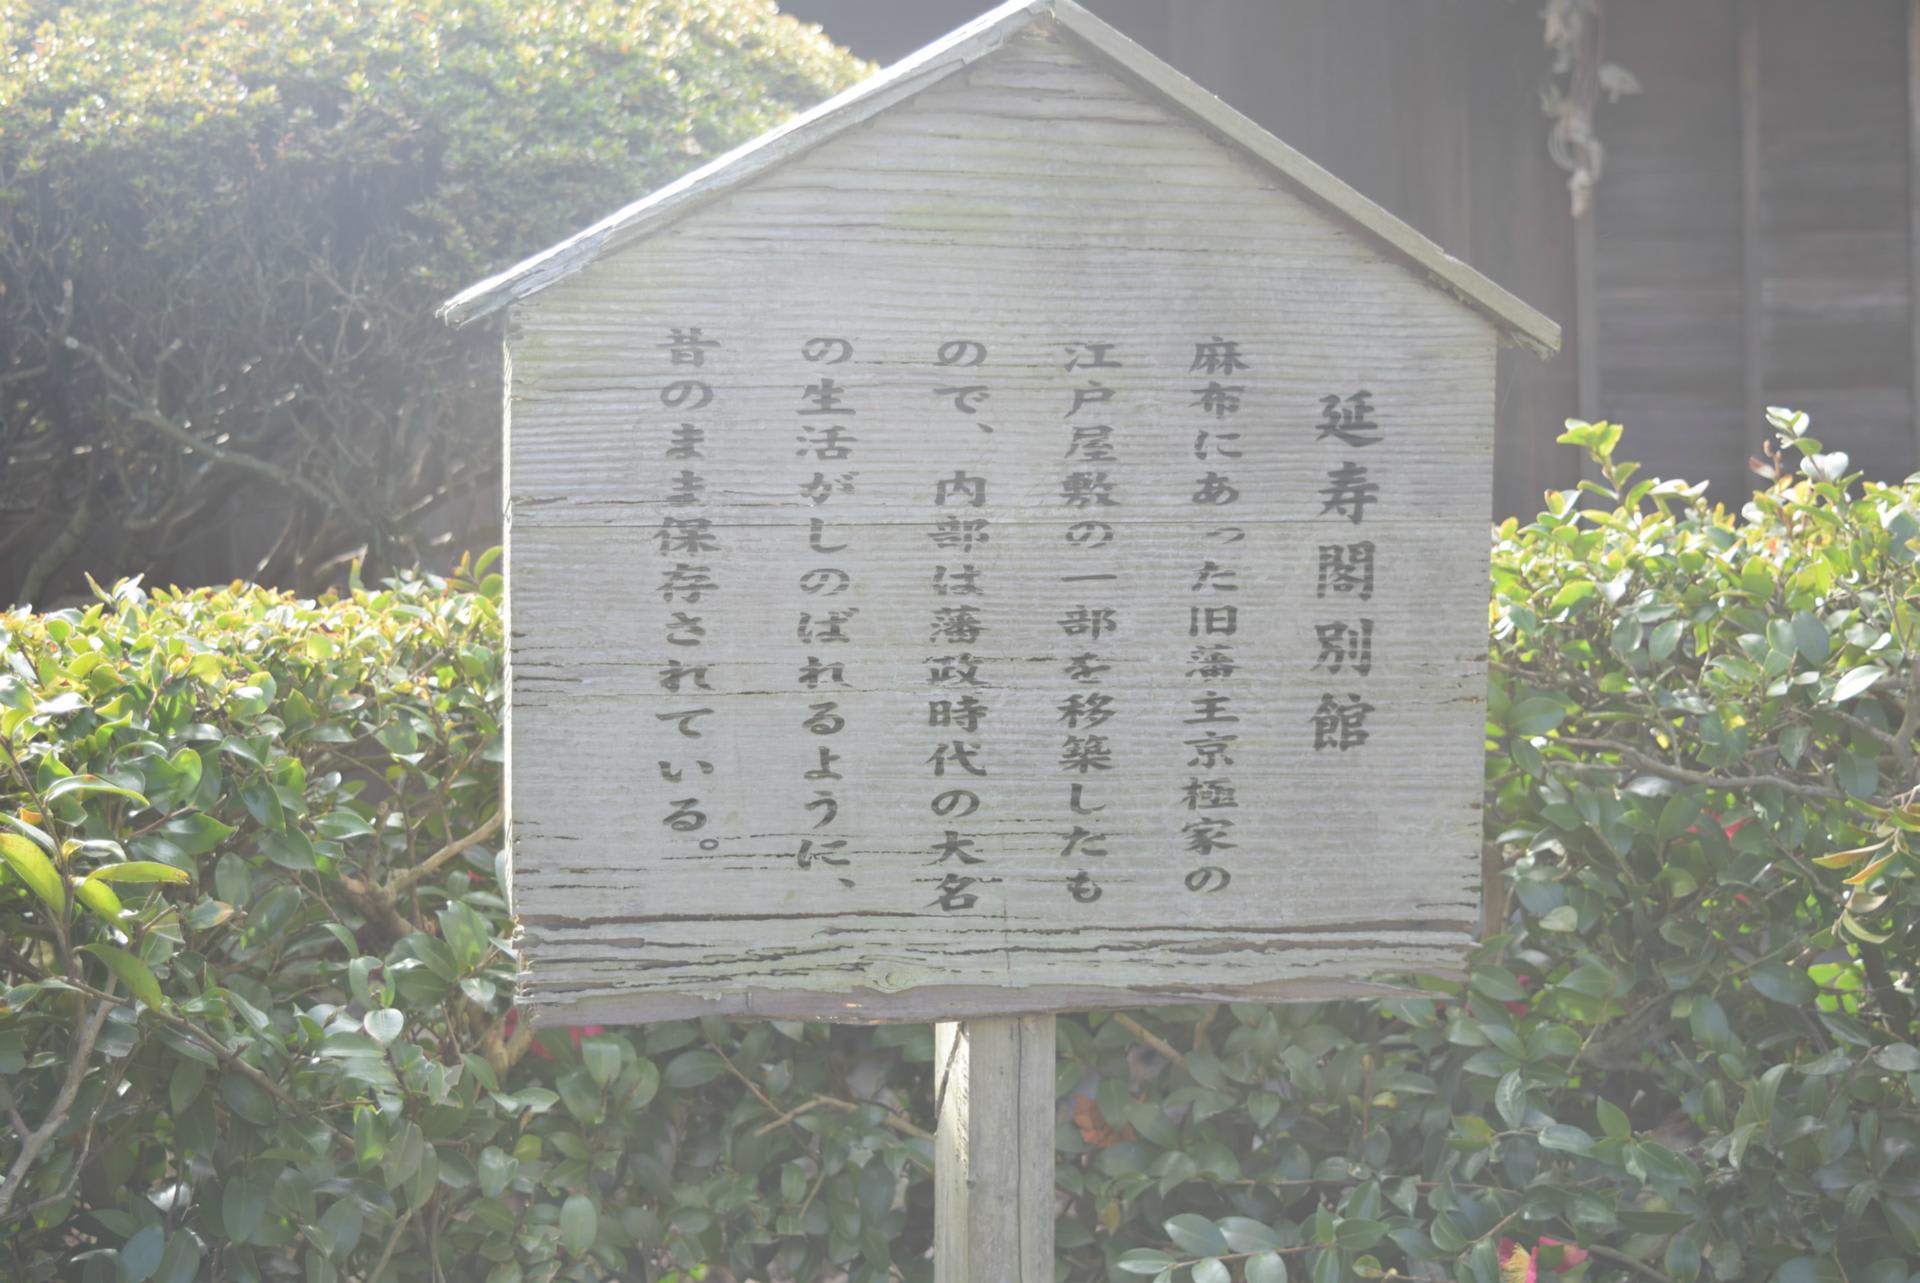 延寿閣別館
麻布にあった旧藩主京極家の
江戸屋敷の一部を移築したも
ので、内部は藩政時代の大名
の生活がしのばれるように、
昔のまま保存されている。